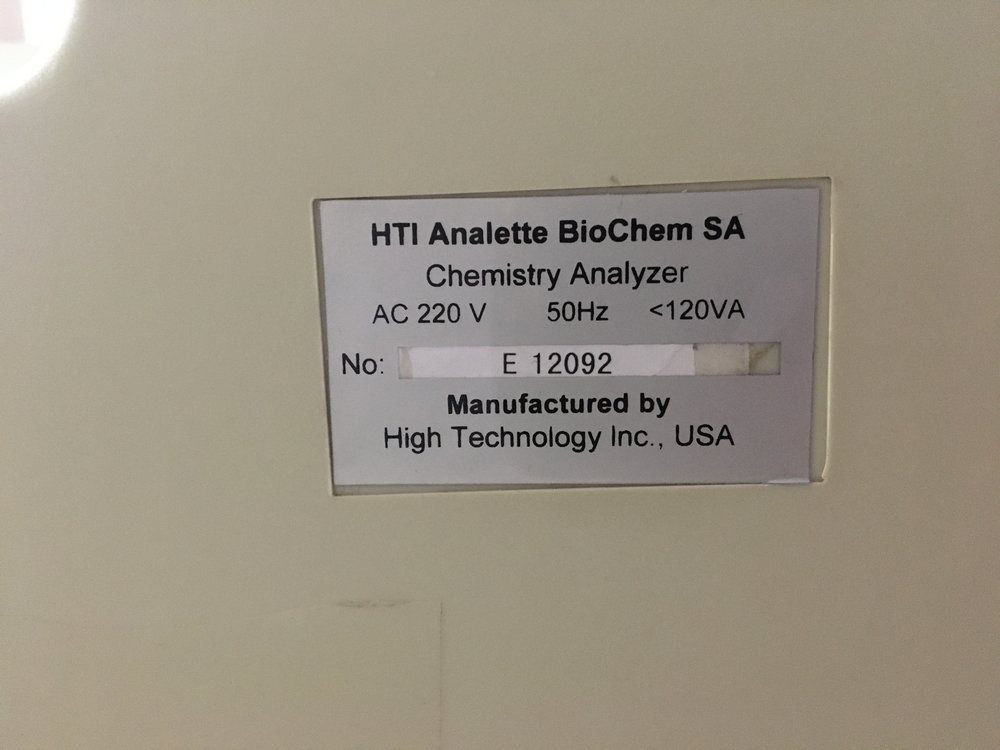 HTI Analette BioChem SA
Chemistry Analyzer
AC 220 V 50Hz <120VA
No: E 12092
Manufactured by
High Technology Inc., USA